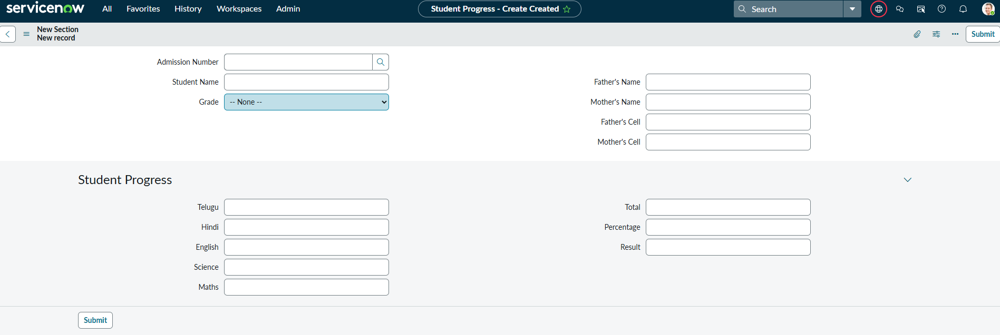 servicenow All Favorites History Workspaces Admin Student Progress - Create Created Search
New Section
New record
Submit
Admission Number
Student Name
Father's Name
Grade
-- None --
Mother's Name
Father's Cell
Mother's Cell
Student Progress
Telugu
Total
Hindi
Percentage
English
Result
Science
Maths
Submit